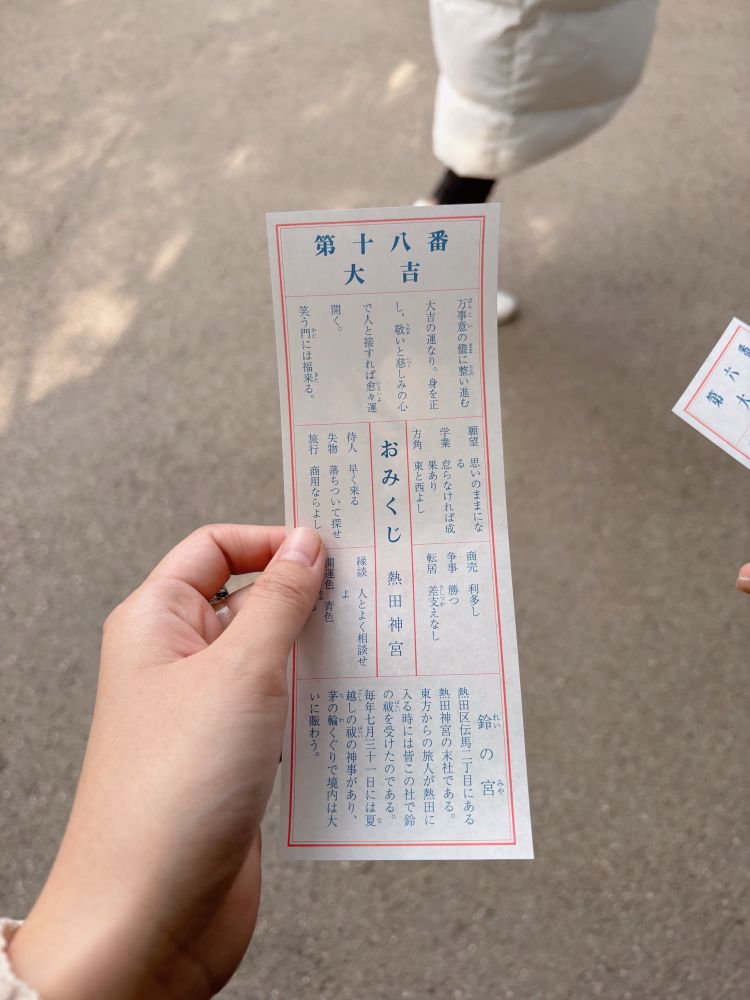 第十八番
大吉
万事意の儘に整い進む
大吉の運なり。身を正
し、敬いと慈しみの心
で人と接すれば愈々運
開く。
笑う門には福来る。
願望 思いのままにな
る
学業 怠らなければ成
果あり
方角 東と西よし
おみくじ 熱田神宮
待人 早く来る
失物 落ちついて探せ
旅行 商用ならよし
商売 利多し
争事 勝つ
転居 差支えなし
縁談 人とよく相談せ
よ
開運色 青色
鈴の宮
熱田区伝馬二丁目にある
熱田神宮の末社である。
東方からの旅人が熱田に
入る時には皆この社で鈴
の祓を受けたのである。
毎年七月三十一日には夏
越しの祓の神事があり、
茅の輪くぐりで境内は大
いに賑わう。
第六番
大